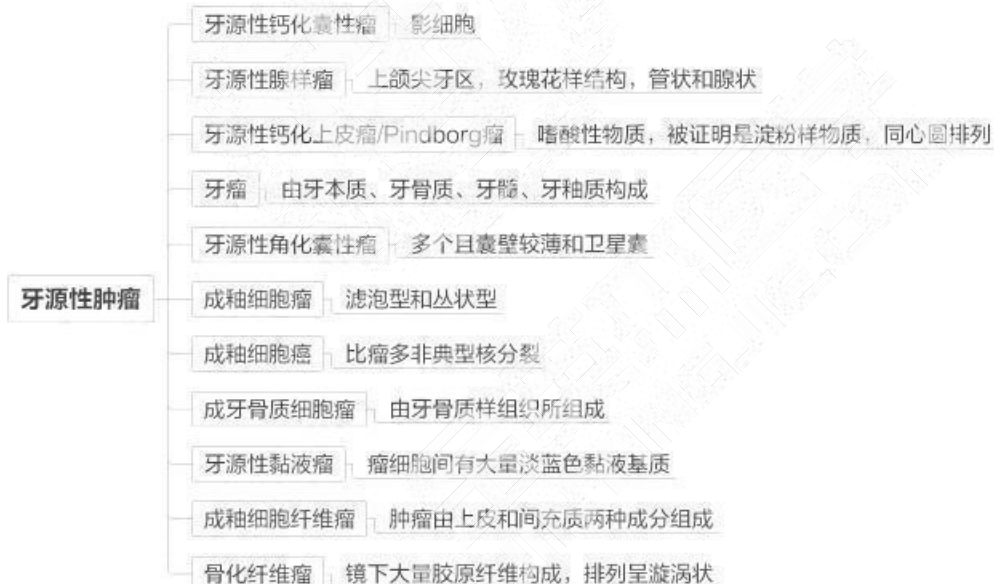 牙源性肿瘤
牙源性钙化囊性瘤 影细胞
牙源性腺样瘤 上颌尖牙区，玫瑰花样结构，管状和腺状
牙源性钙化上皮瘤/Pindborg瘤 嗜酸性物质，被证明是淀粉样物质，同心圆排列
牙瘤 由牙本质、牙骨质、牙髓、牙釉质构成
牙源性角化囊性瘤 多个且囊壁较薄和卫星囊
成釉细胞瘤 滤泡型和丛状型
成釉细胞癌 比瘤多非典型核分裂
成牙骨质细胞瘤 由牙骨质样组织所组成
牙源性黏液瘤 瘤细胞间有大量淡蓝色黏液基质
成釉细胞纤维瘤 肿瘤由上皮和间充质两种成分组成
骨化纤维瘤 镜下大量胶原纤维构成，排列呈漩涡状